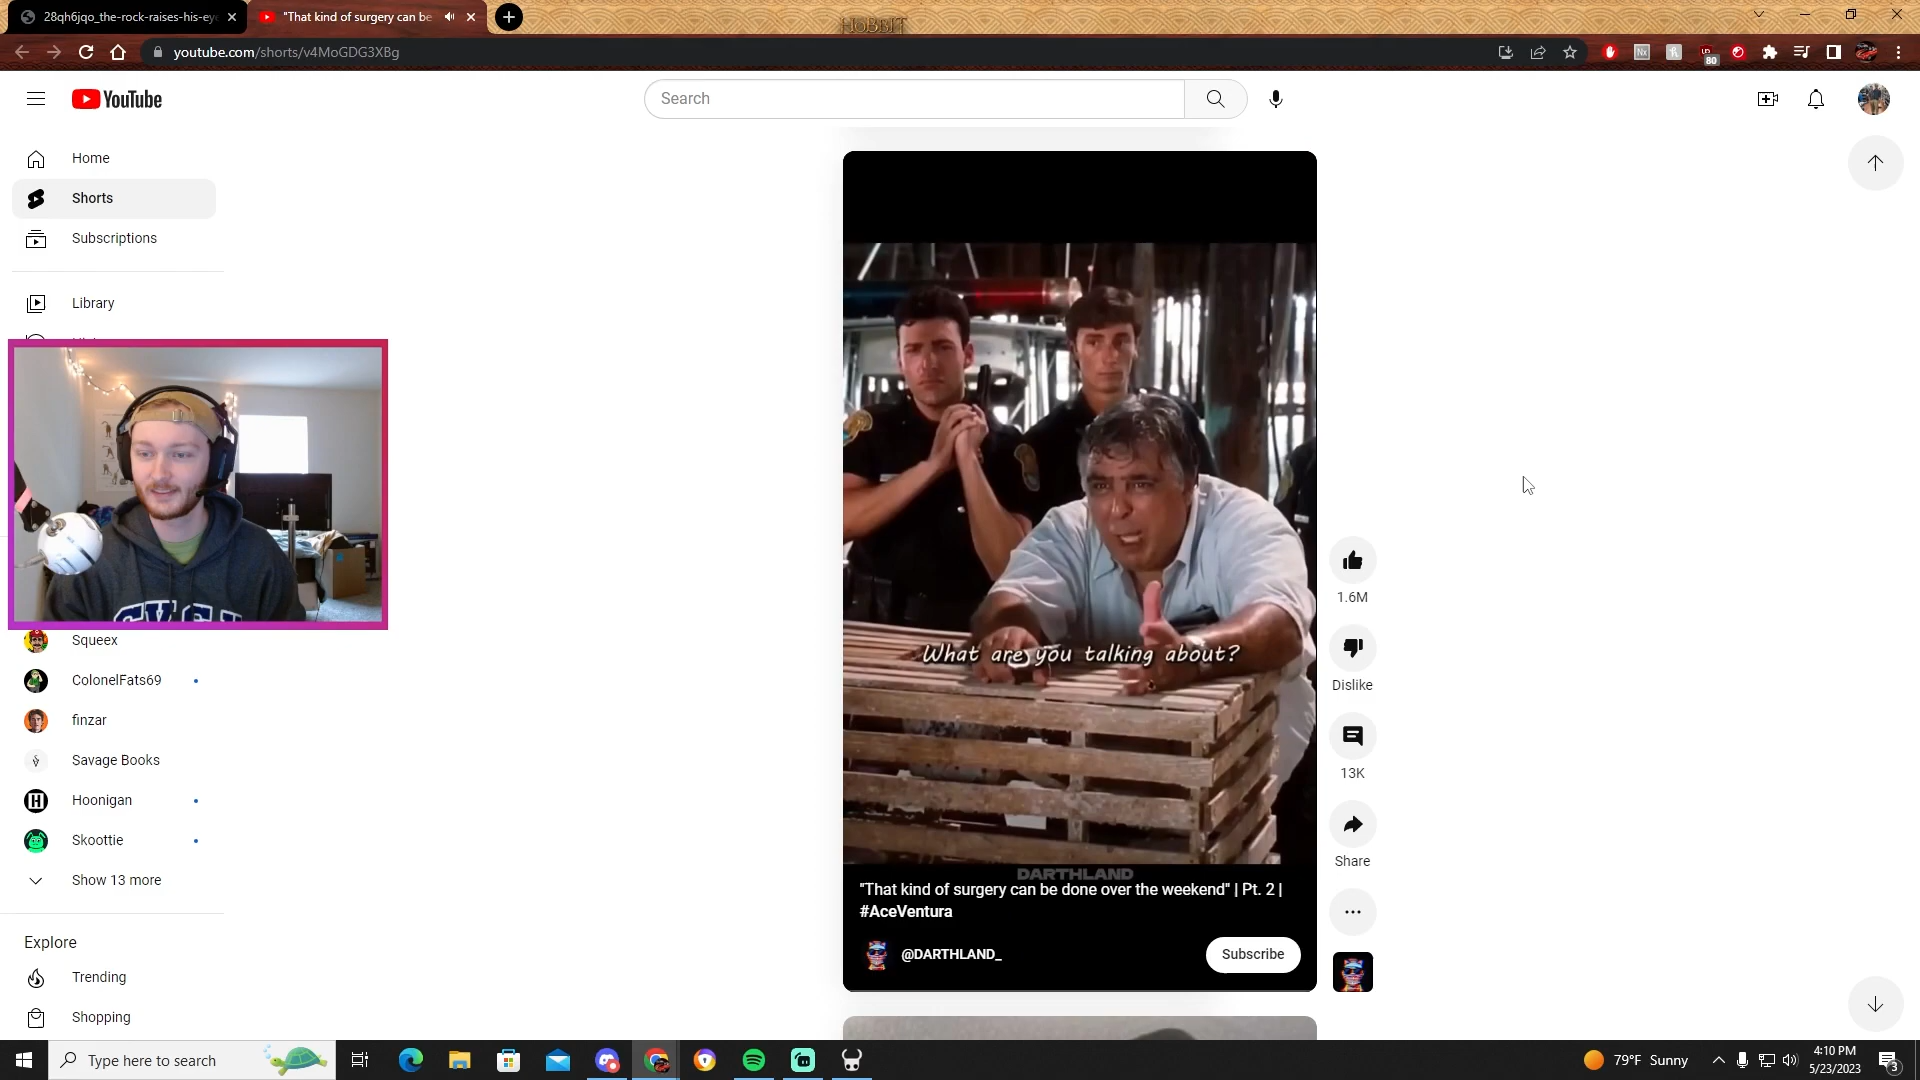 28qh6jqo_the-rock-raises-his-eye
"That kind of surgery can be
HOBBIT
youtube.com/shorts/v4MoGDG3XBg
80
YouTube
Search
Home
Shorts
Subscriptions
Library
Squeex
ColonelFats69
finzar
Savage Books
Hoonigan
Skoottie
Show 13 more
Explore
Trending
Shopping
What are you talking about?
DARTHLAND
"That kind of surgery can be done over the weekend" | Pt. 2 |
#AceVentura
@DARTHLAND_
Subscribe
1.6M
Dislike
13K
Share
Type here to search
79°F Sunny
4:10 PM
5/23/2023
3